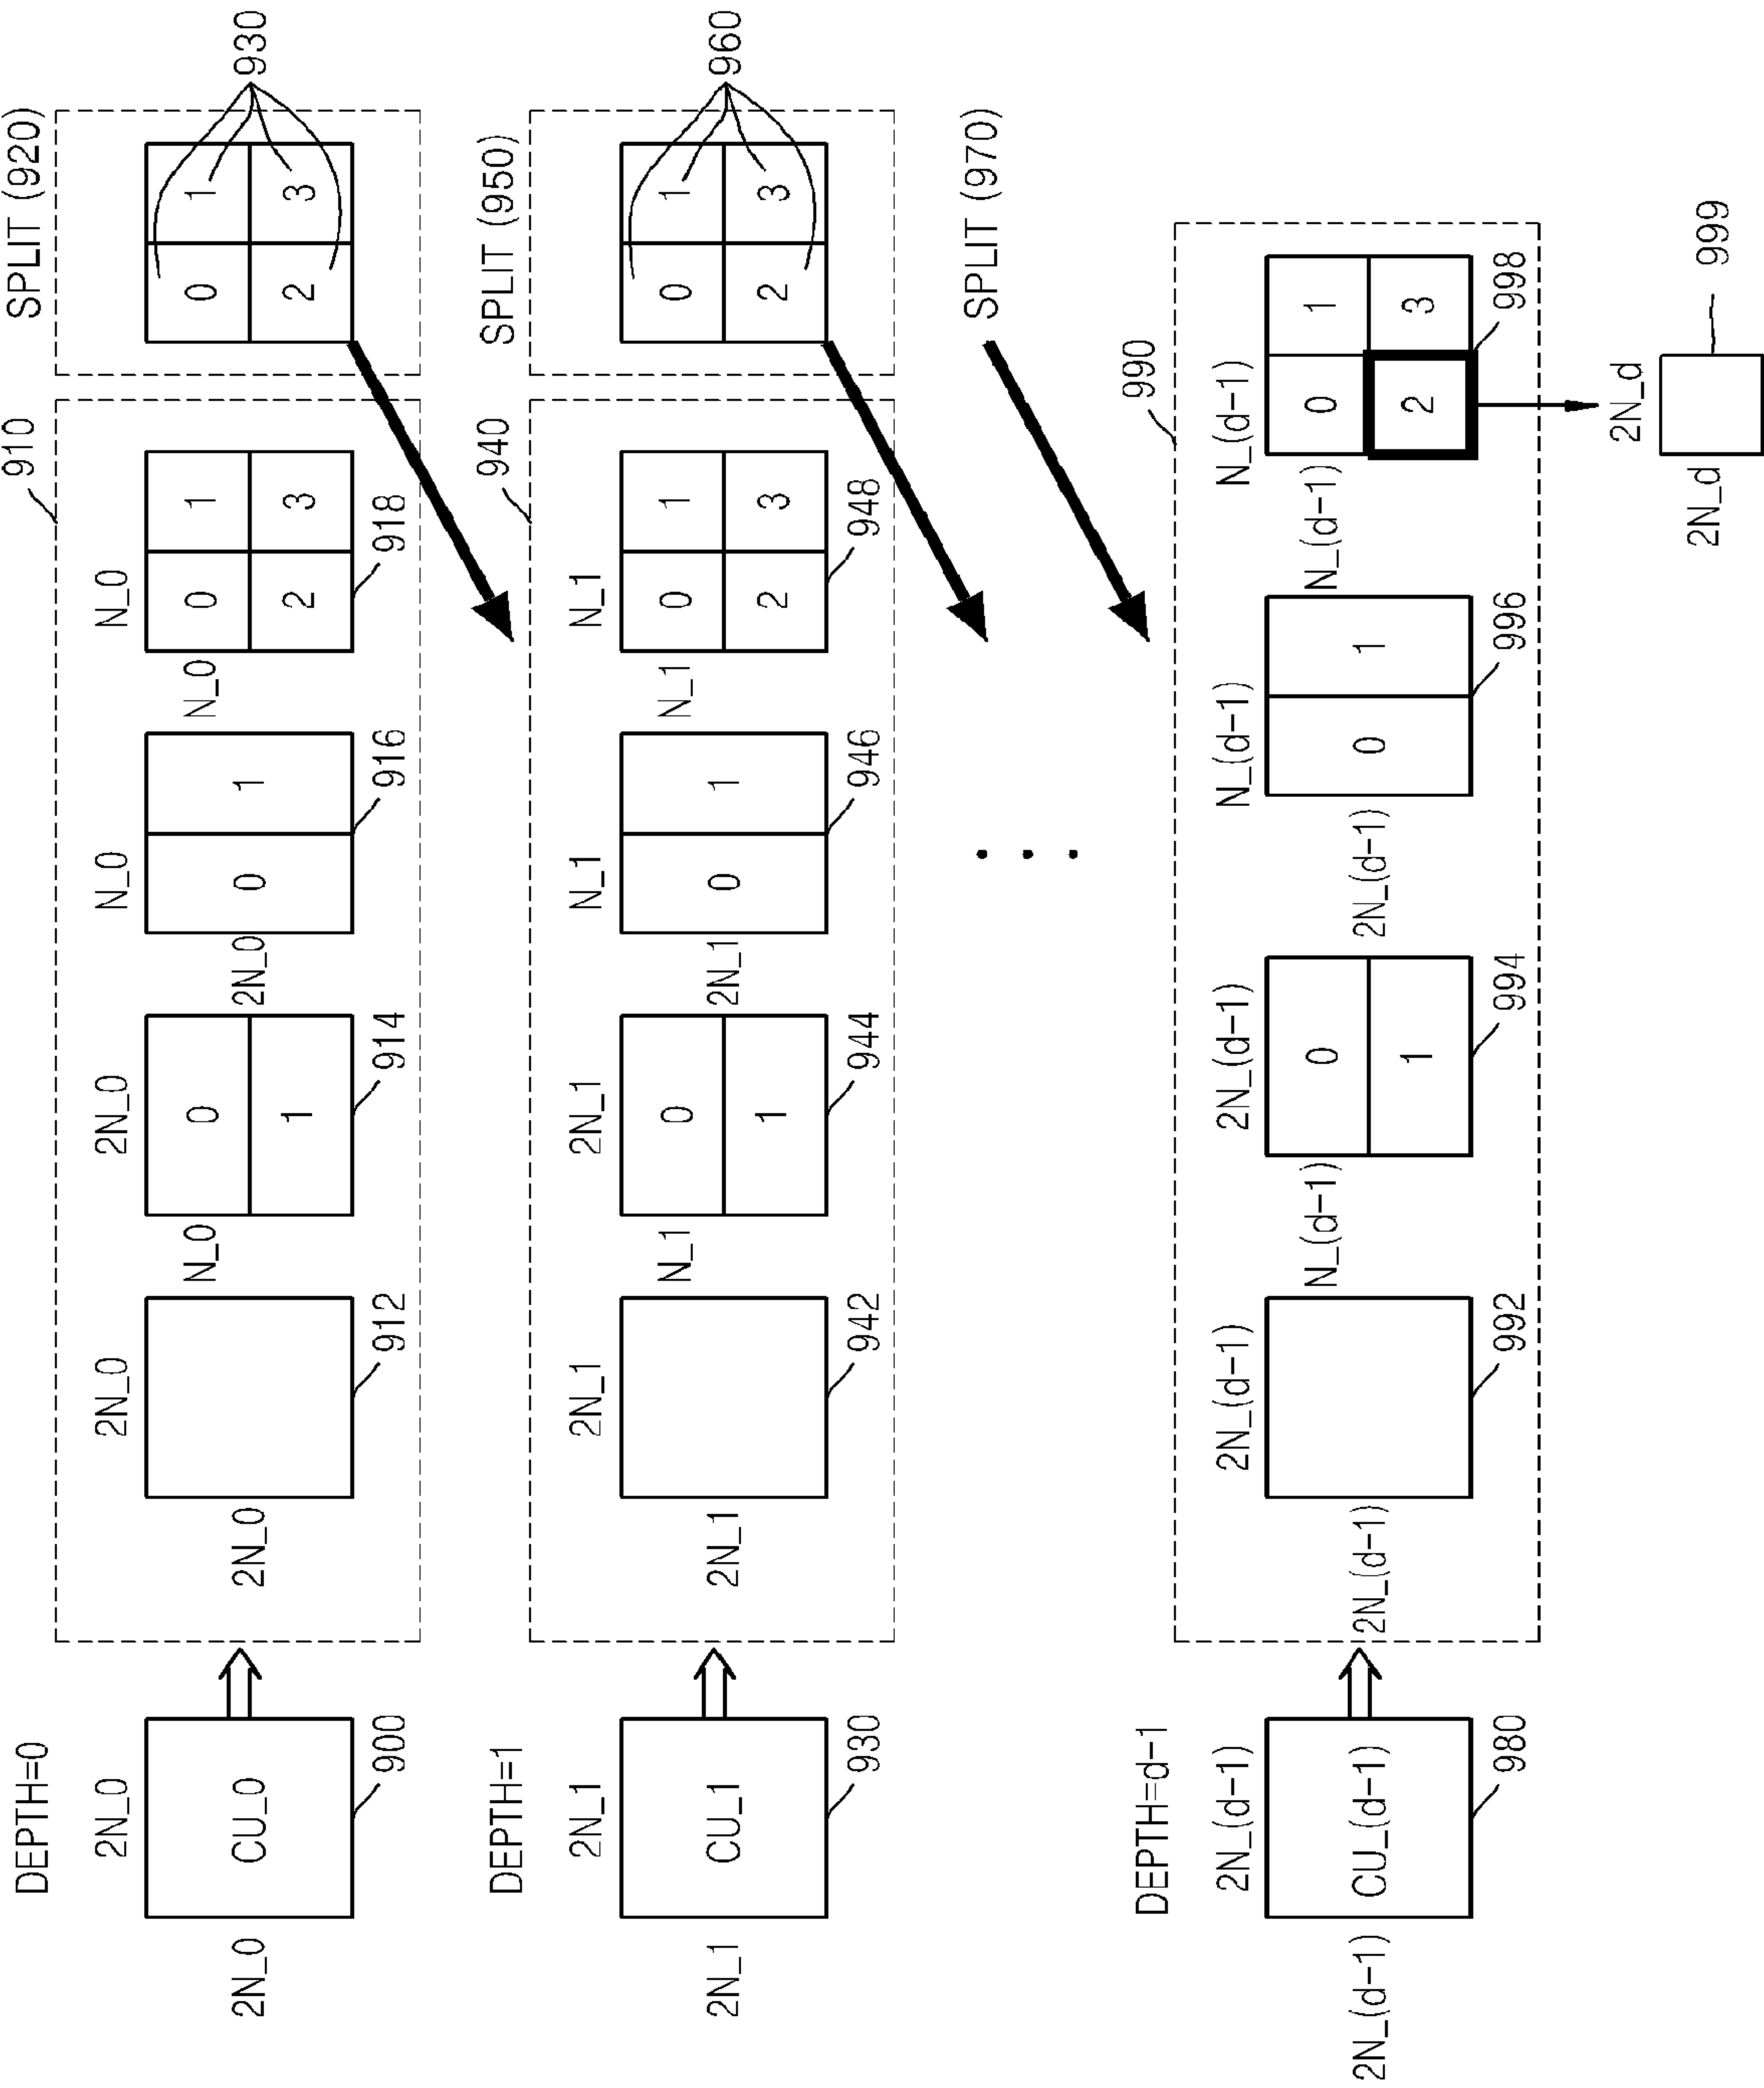 DEPTH=0
2N_0
2N_0
CU_0
900
910
2N_0
2N_0
912
2N_0
N_0
0
1
914
N_0
2N_0
0
1
916
N_0
N_0
0
1
2
3
918
SPLIT (920)
0
1
2
3
930
DEPTH=1
2N_1
2N_1
CU_1
930
940
2N_1
2N_1
942
2N_1
N_1
0
1
944
N_1
2N_1
0
1
946
N_1
N_1
0
1
2
3
948
SPLIT (950)
0
1
2
3
960
SPLIT (970)
DEPTH=d-1
2N_(d-1)
2N_(d-1)
CU_(d-1)
980
990
2N_(d-1)
2N_(d-1)
992
2N_(d-1)
N_(d-1)
0
1
994
N_(d-1)
2N_(d-1)
0
1
996
N_(d-1)
N_(d-1)
0
1
2
3
998
2N_d
2N_d
999